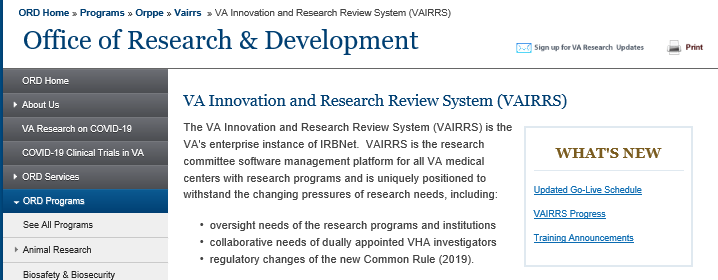 ORD Home » Programs » Orppe » Vairrs » VA Innovation and Research Review System (VAIRRS)
Office of Research & Development
Sign up for VA Research Updates
Print
ORD Home
About Us
VA Research on COVID-19
COVID-19 Clinical Trials in VA
ORD Services
ORD Programs
See All Programs
Animal Research
Biosafety & Biosecurity
VA Innovation and Research Review System (VAIRRS)
The VA Innovation and Research Review System (VAIRRS) is the
VA's enterprise instance of IRBNet. VAIRRS is the research
committee software management platform for all VA medical
centers with research programs and is uniquely positioned to
withstand the changing pressures of research needs, including:
• oversight needs of the research programs and institutions
• collaborative needs of dually appointed VHA investigators
• regulatory changes of the new Common Rule (2019).
WHAT'S NEW
Updated Go-Live Schedule
VAIRRS Progress
Training Announcements